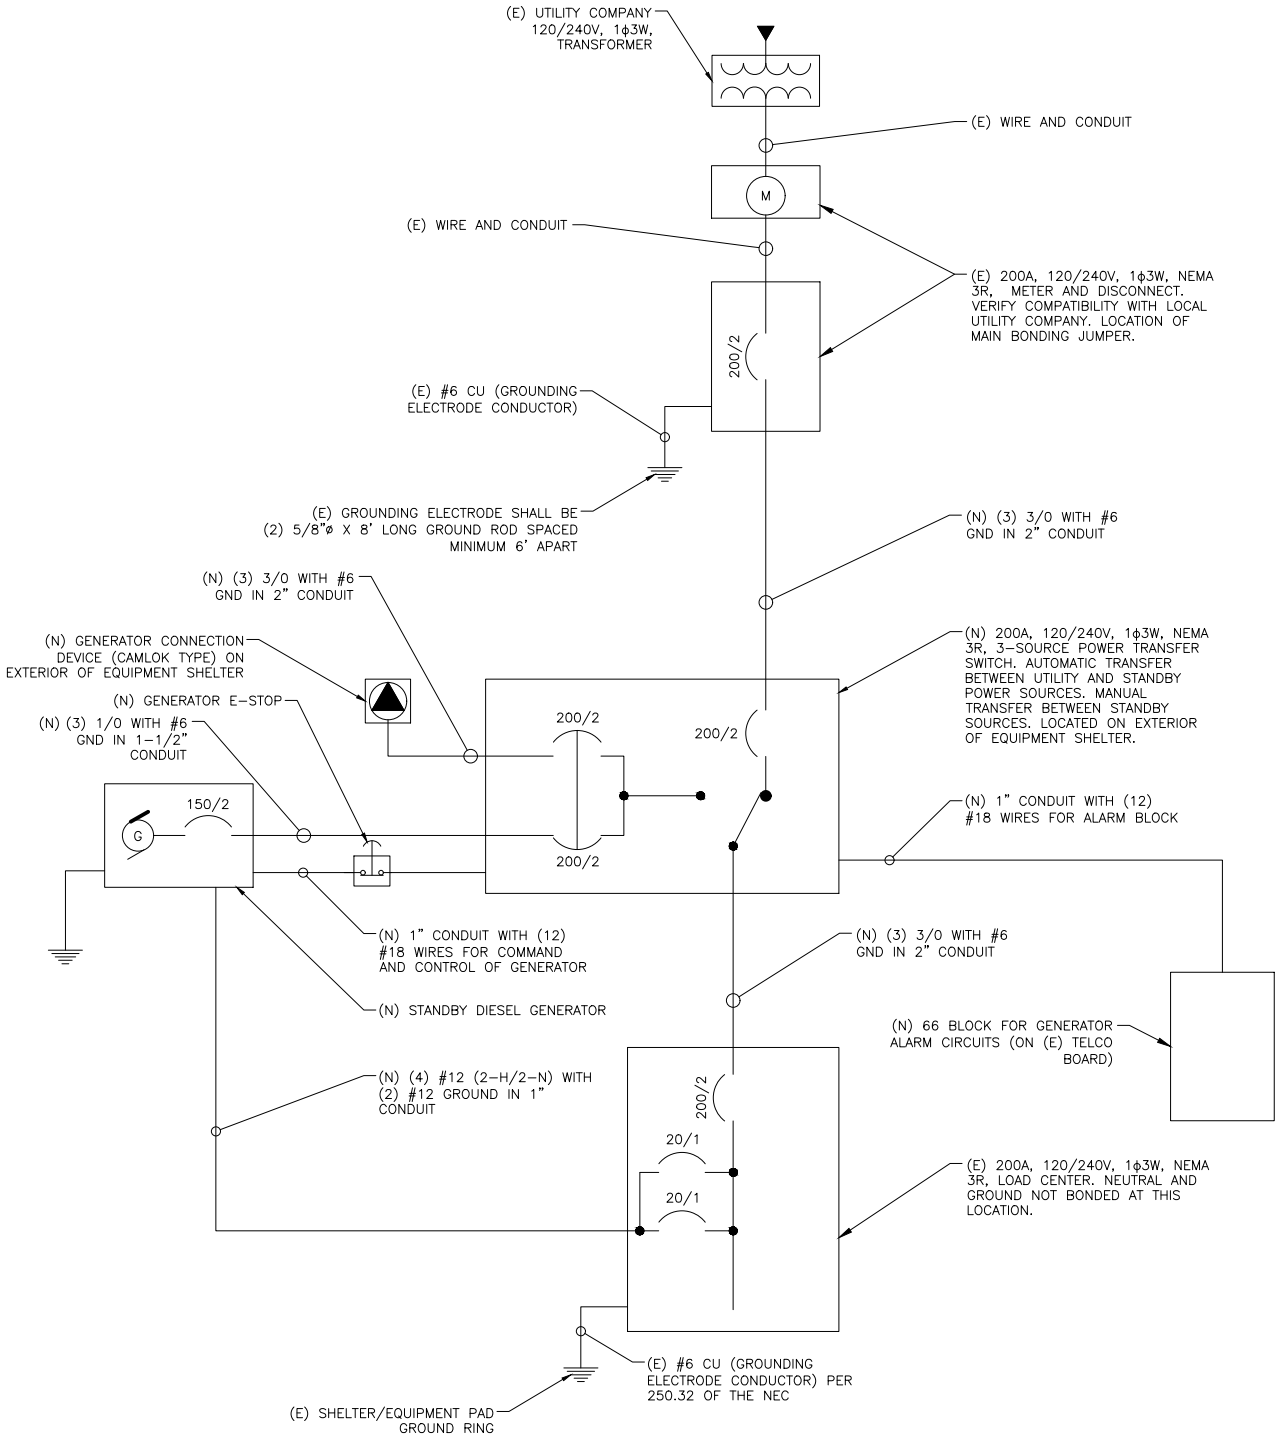 (E) UTILITY COMPANY
120/240V, 1ϕ3W,
TRANSFORMER
(E) WIRE AND CONDUIT
M
(E) WIRE AND CONDUIT
(E) 200A, 120/240V, 1ϕ3W, NEMA
3R, METER AND DISCONNECT.
VERIFY COMPATIBILITY WITH LOCAL
UTILITY COMPANY. LOCATION OF
MAIN BONDING JUMPER.
200/2
(E) #6 CU (GROUNDING
ELECTRODE CONDUCTOR)
(E) GROUNDING ELECTRODE SHALL BE
(2) 5/8"ø X 8' LONG GROUND ROD SPACED
MINIMUM 6' APART
(N) (3) 3/0 WITH #6
GND IN 2" CONDUIT
(N) (3) 3/0 WITH #6
GND IN 2" CONDUIT
(N) GENERATOR CONNECTION
DEVICE (CAMLOK TYPE) ON
EXTERIOR OF EQUIPMENT SHELTER
(N) 200A, 120/240V, 1ϕ3W, NEMA
3R, 3-SOURCE POWER TRANSFER
SWITCH. AUTOMATIC TRANSFER
BETWEEN UTILITY AND STANDBY
POWER SOURCES. MANUAL
TRANSFER BETWEEN STANDBY
SOURCES. LOCATED ON EXTERIOR
OF EQUIPMENT SHELTER.
(N) GENERATOR E-STOP
(N) (3) 1/0 WITH #6
GND IN 1-1/2"
CONDUIT
200/2
200/2
150/2
G
200/2
(N) 1" CONDUIT WITH (12)
#18 WIRES FOR ALARM BLOCK
(N) 1" CONDUIT WITH (12)
#18 WIRES FOR COMMAND
AND CONTROL OF GENERATOR
(N) (3) 3/0 WITH #6
GND IN 2" CONDUIT
(N) STANDBY DIESEL GENERATOR
(N) 66 BLOCK FOR GENERATOR
ALARM CIRCUITS (ON (E) TELCO
BOARD)
(N) (4) #12 (2-H/2-N) WITH
(2) #12 GROUND IN 1"
CONDUIT
200/2
20/1
20/1
(E) 200A, 120/240V, 1ϕ3W, NEMA
3R, LOAD CENTER. NEUTRAL AND
GROUND NOT BONDED AT THIS
LOCATION.
(E) #6 CU (GROUNDING
ELECTRODE CONDUCTOR) PER
250.32 OF THE NEC
(E) SHELTER/EQUIPMENT PAD
GROUND RING